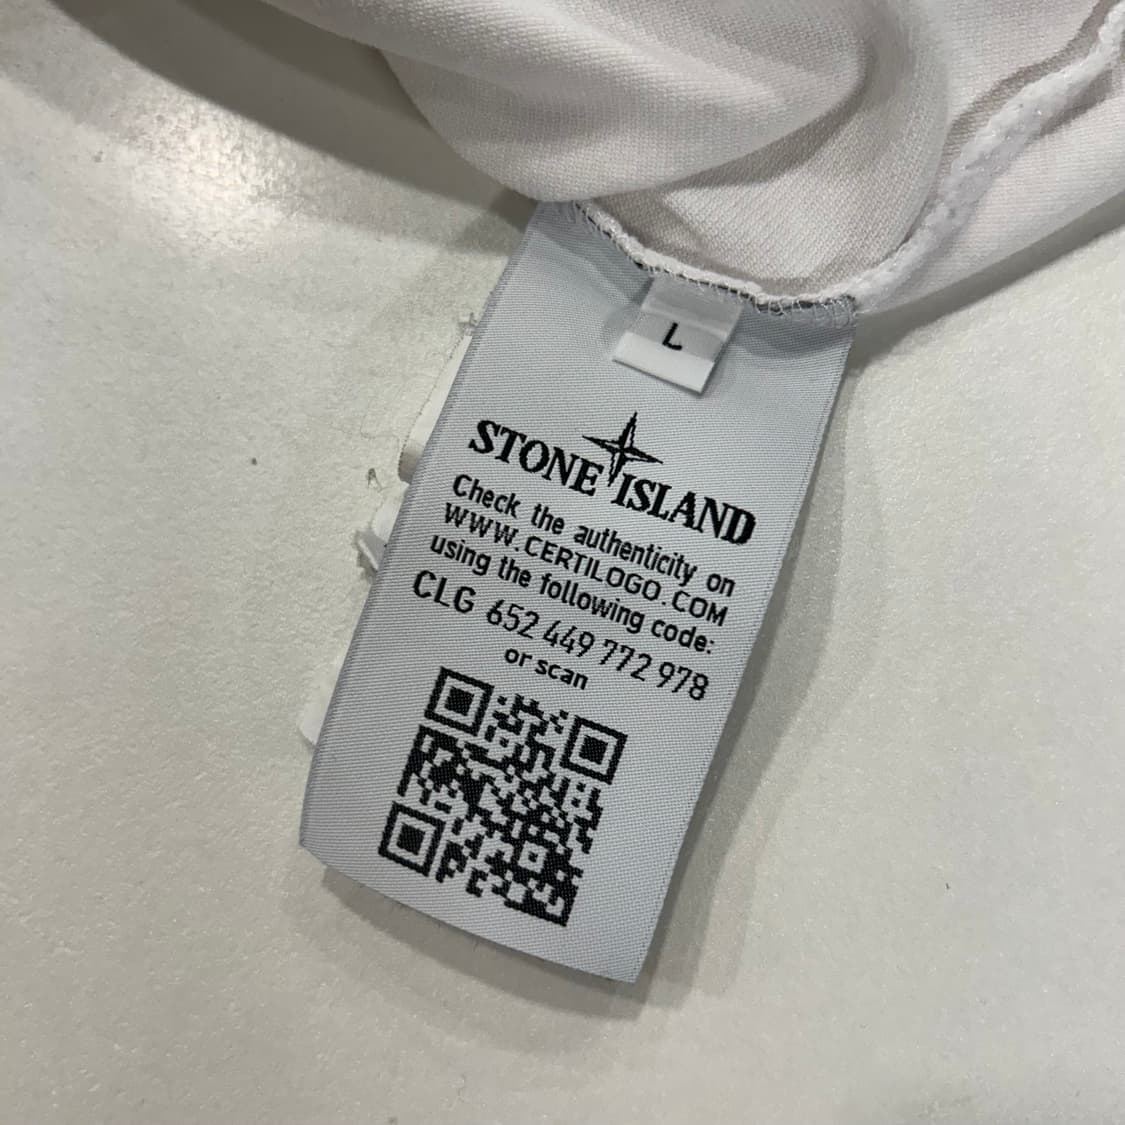 L
STONE ISLAND
Check the authenticity on
WWW.CERTILOGO.COM
using the following code:
CLG 652 449 772 978
or scan